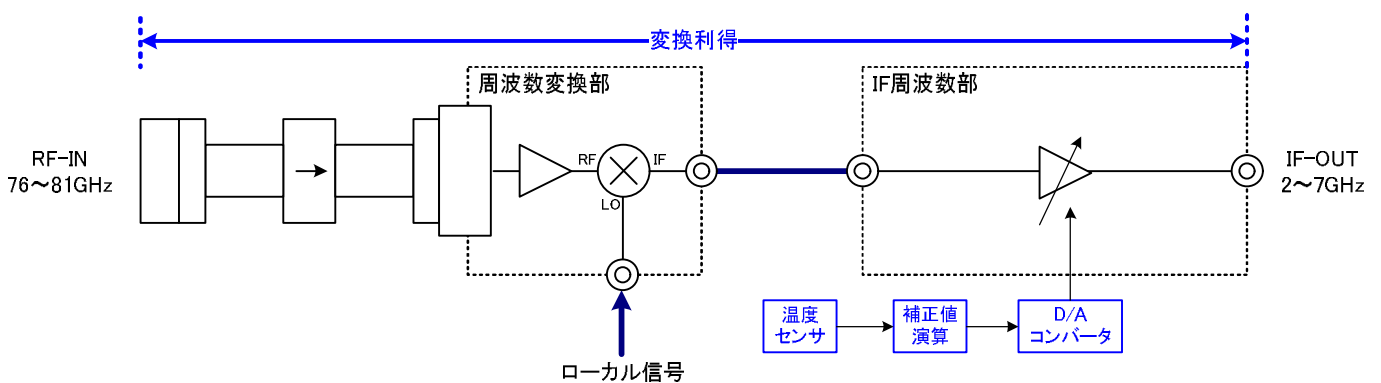 変換利得
周波数変換部
IF周波数部
RF-IN
76～81GHz
RF
IF
LO
IF-OUT
2～7GHz
温度
センサ
補正値
演算
D/A
コンバータ
ローカル信号